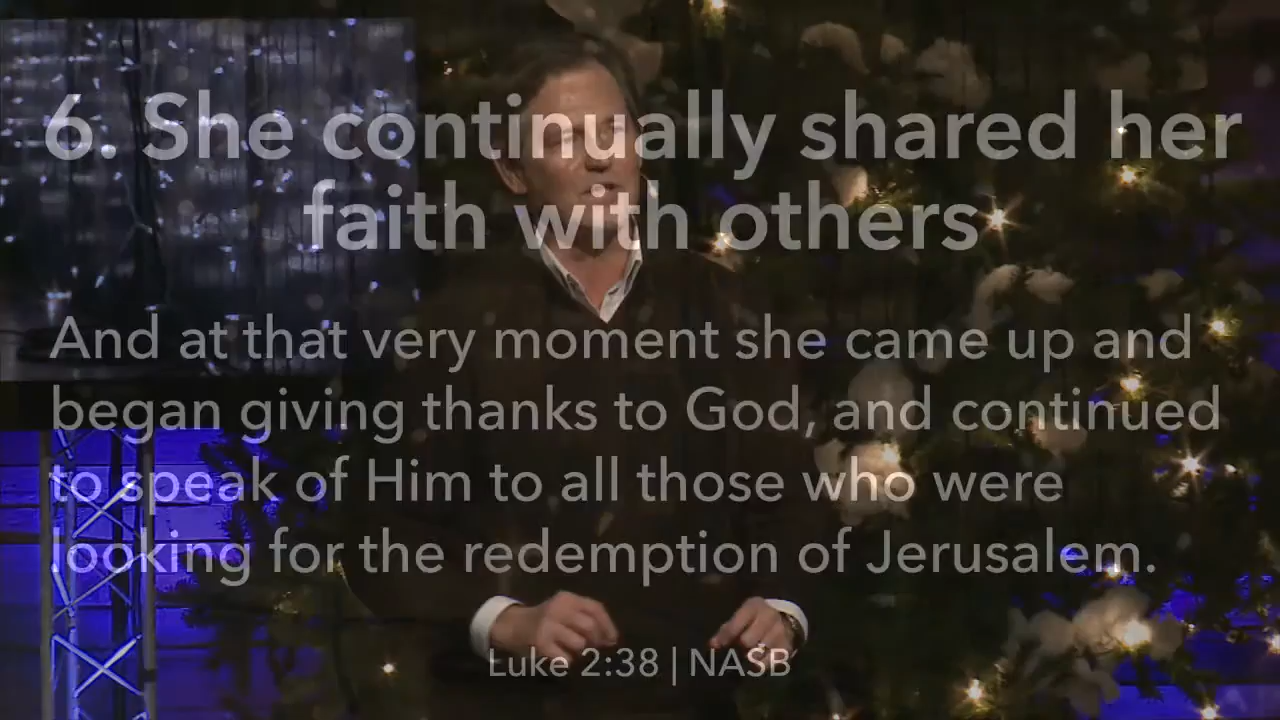 6. She continually shared her
faith with others
And at that very moment she came up and
began giving thanks to God, and continued
to speak of Him to all those who were
looking for the redemption of Jerusalem.
Luke 2:38 | NASB